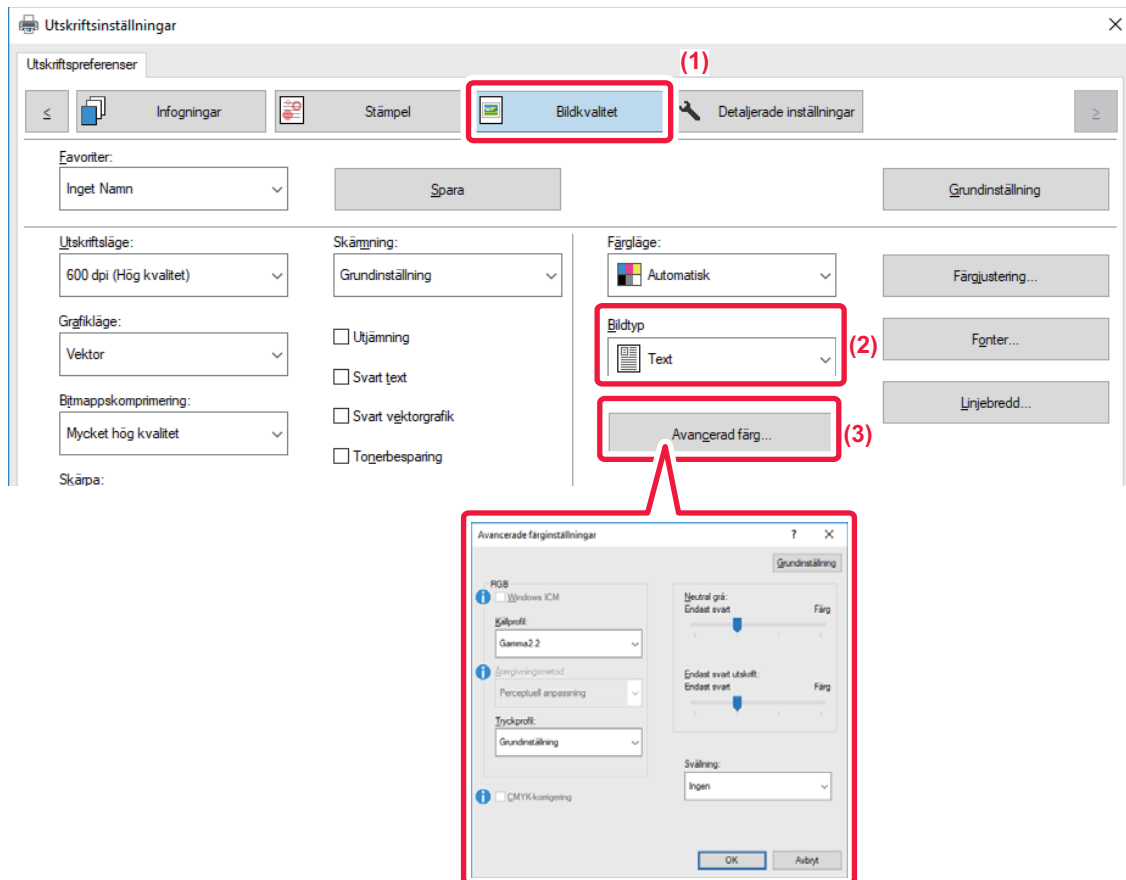 Utskriftsinställningar
Utskriftspreferenser
(1)
< Infogningar Stämpel Bildkvalitet Detaljerade inställningar >
Favoriter:
Inget Namn Spara Grundinställning
Utskriftsläge: Skärmning: Färgläge:
600 dpi (Hög kvalitet) Grundinställning Automatisk Färgjustering...
Grafikläge: Bildtyp
Vektor Utjämning Text (2) Fonter...
Svart text
Bitmappskomprimering: Linjebredd...
Mycket hög kvalitet Svart vektorgrafik Avancerad färg... (3)
Tonerbesparing
Skärpa:
Avancerade färginställningar ? ×
Grundinställning
RGB
Windows ICM
Källprofil:
Gamma2.2
Återgivningsmetod:
Perceptuell anpassning
Tryckprofil:
Grundinställning
CMYK-korrigering
Neutral grå:
Endast svart Färg
Endast svart utskrift:
Endast svart Färg
Svällning:
Ingen
OK Avbryt